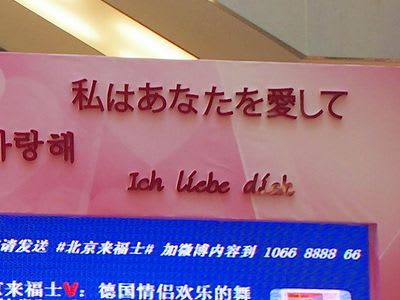 私はあなたを愛して
사랑해
Ich liebe dich
请发送 #北京来福士# 加微博内容到 1066 8888 66
京来福士V: 德国情侣欢乐的舞